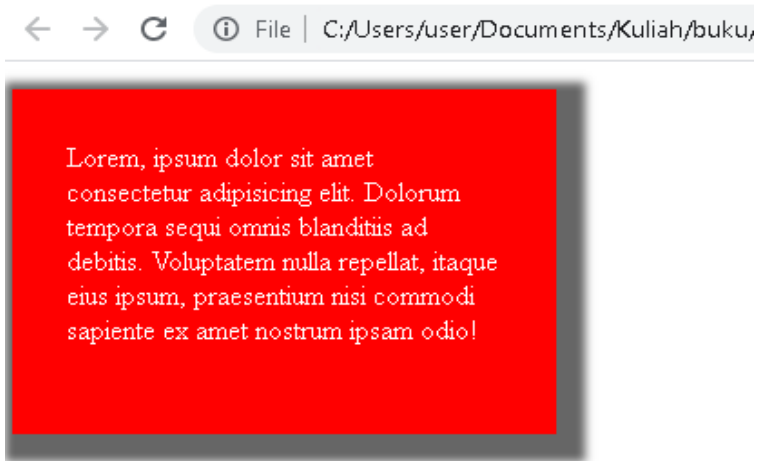 File | C:/Users/user/Documents/Kuliah/buku/
Lorem, ipsum dolor sit amet
consectetur adipisicing elit. Dolorum
tempora sequi omnis blanditiis ad
debitis. Voluptatem nulla repellat, itaque
eius ipsum, praesentium nisi commodi
sapiente ex amet nostrum ipsam odio!